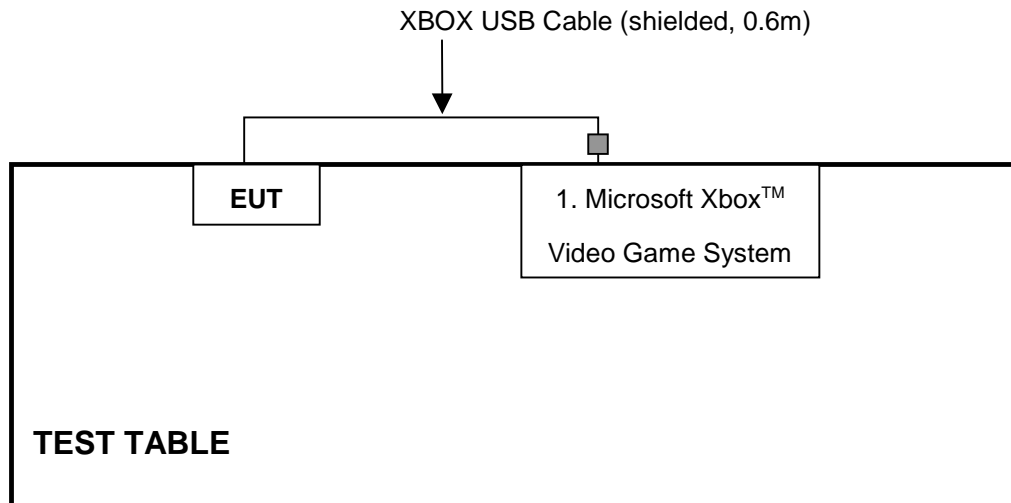 XBOX USB Cable (shielded, 0.6m)
EUT
1. Microsoft Xbox™
Video Game System
TEST TABLE